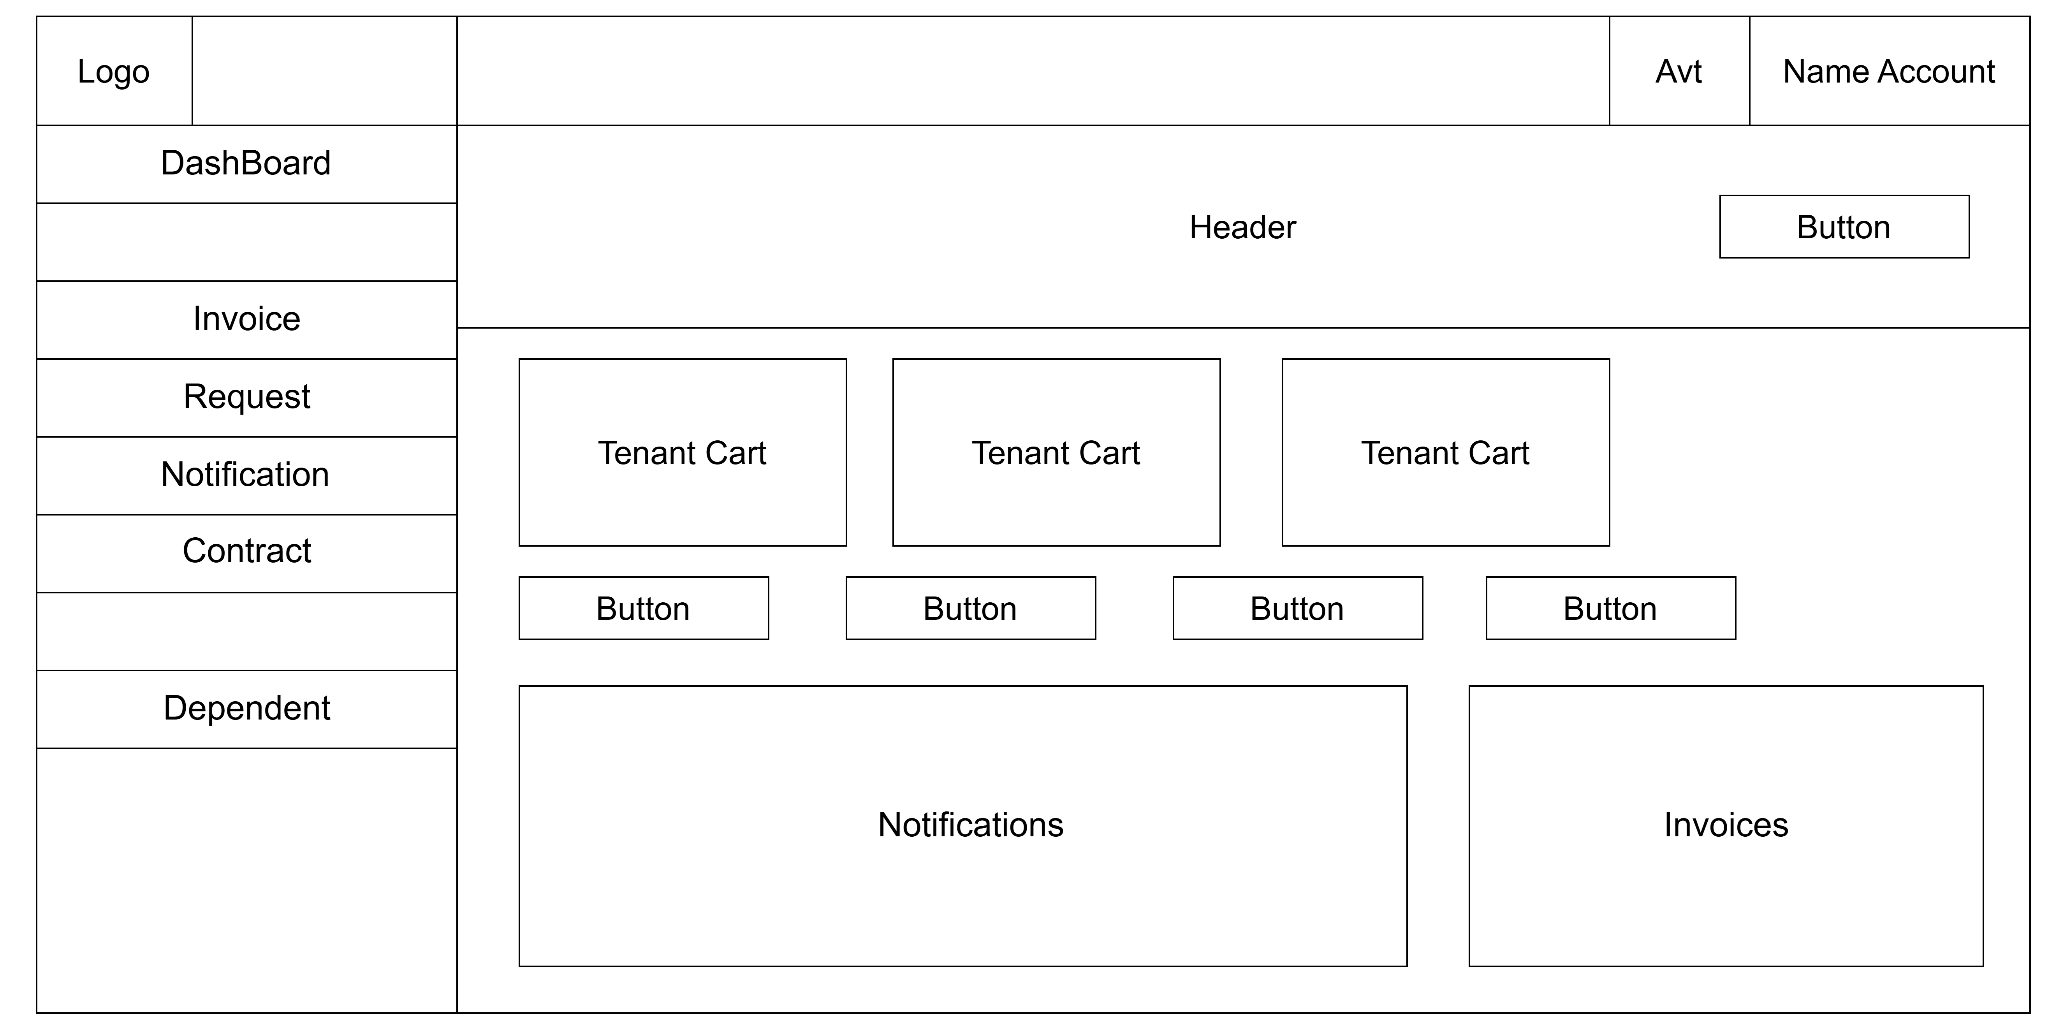 Logo
Avt
Name Account
DashBoard
Invoice
Request
Notification
Contract
Dependent
Header
Button
Tenant Cart
Tenant Cart
Tenant Cart
Button
Button
Button
Button
Notifications
Invoices